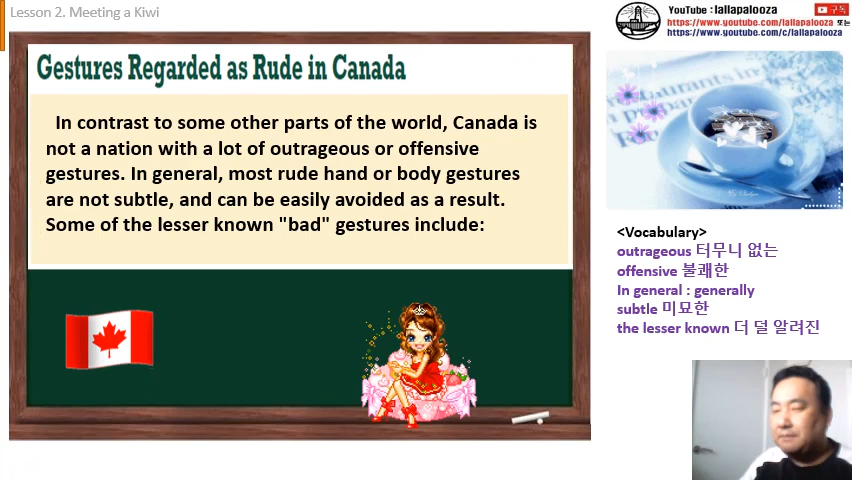 Lesson 2. Meeting a Kiwi
YouTube : lallapalooza
구독
https://www.youtube.com/lallapalooza 또는
https://www.youtube.com/c/lallapalooza
Gestures Regarded as Rude in Canada
In contrast to some other parts of the world, Canada is
not a nation with a lot of outrageous or offensive
gestures. In general, most rude hand or body gestures
are not subtle, and can be easily avoided as a result.
Some of the lesser known "bad" gestures include:
<Vocabulary>
outrageous 터무니 없는
offensive 불쾌한
In general : generally
subtle 미묘한
the lesser known 더 덜 알려진